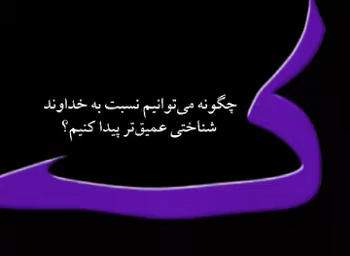 چگونه می‌توانیم نسبت به خداوند
شناختی عمیق‌تر پیدا کنیم؟